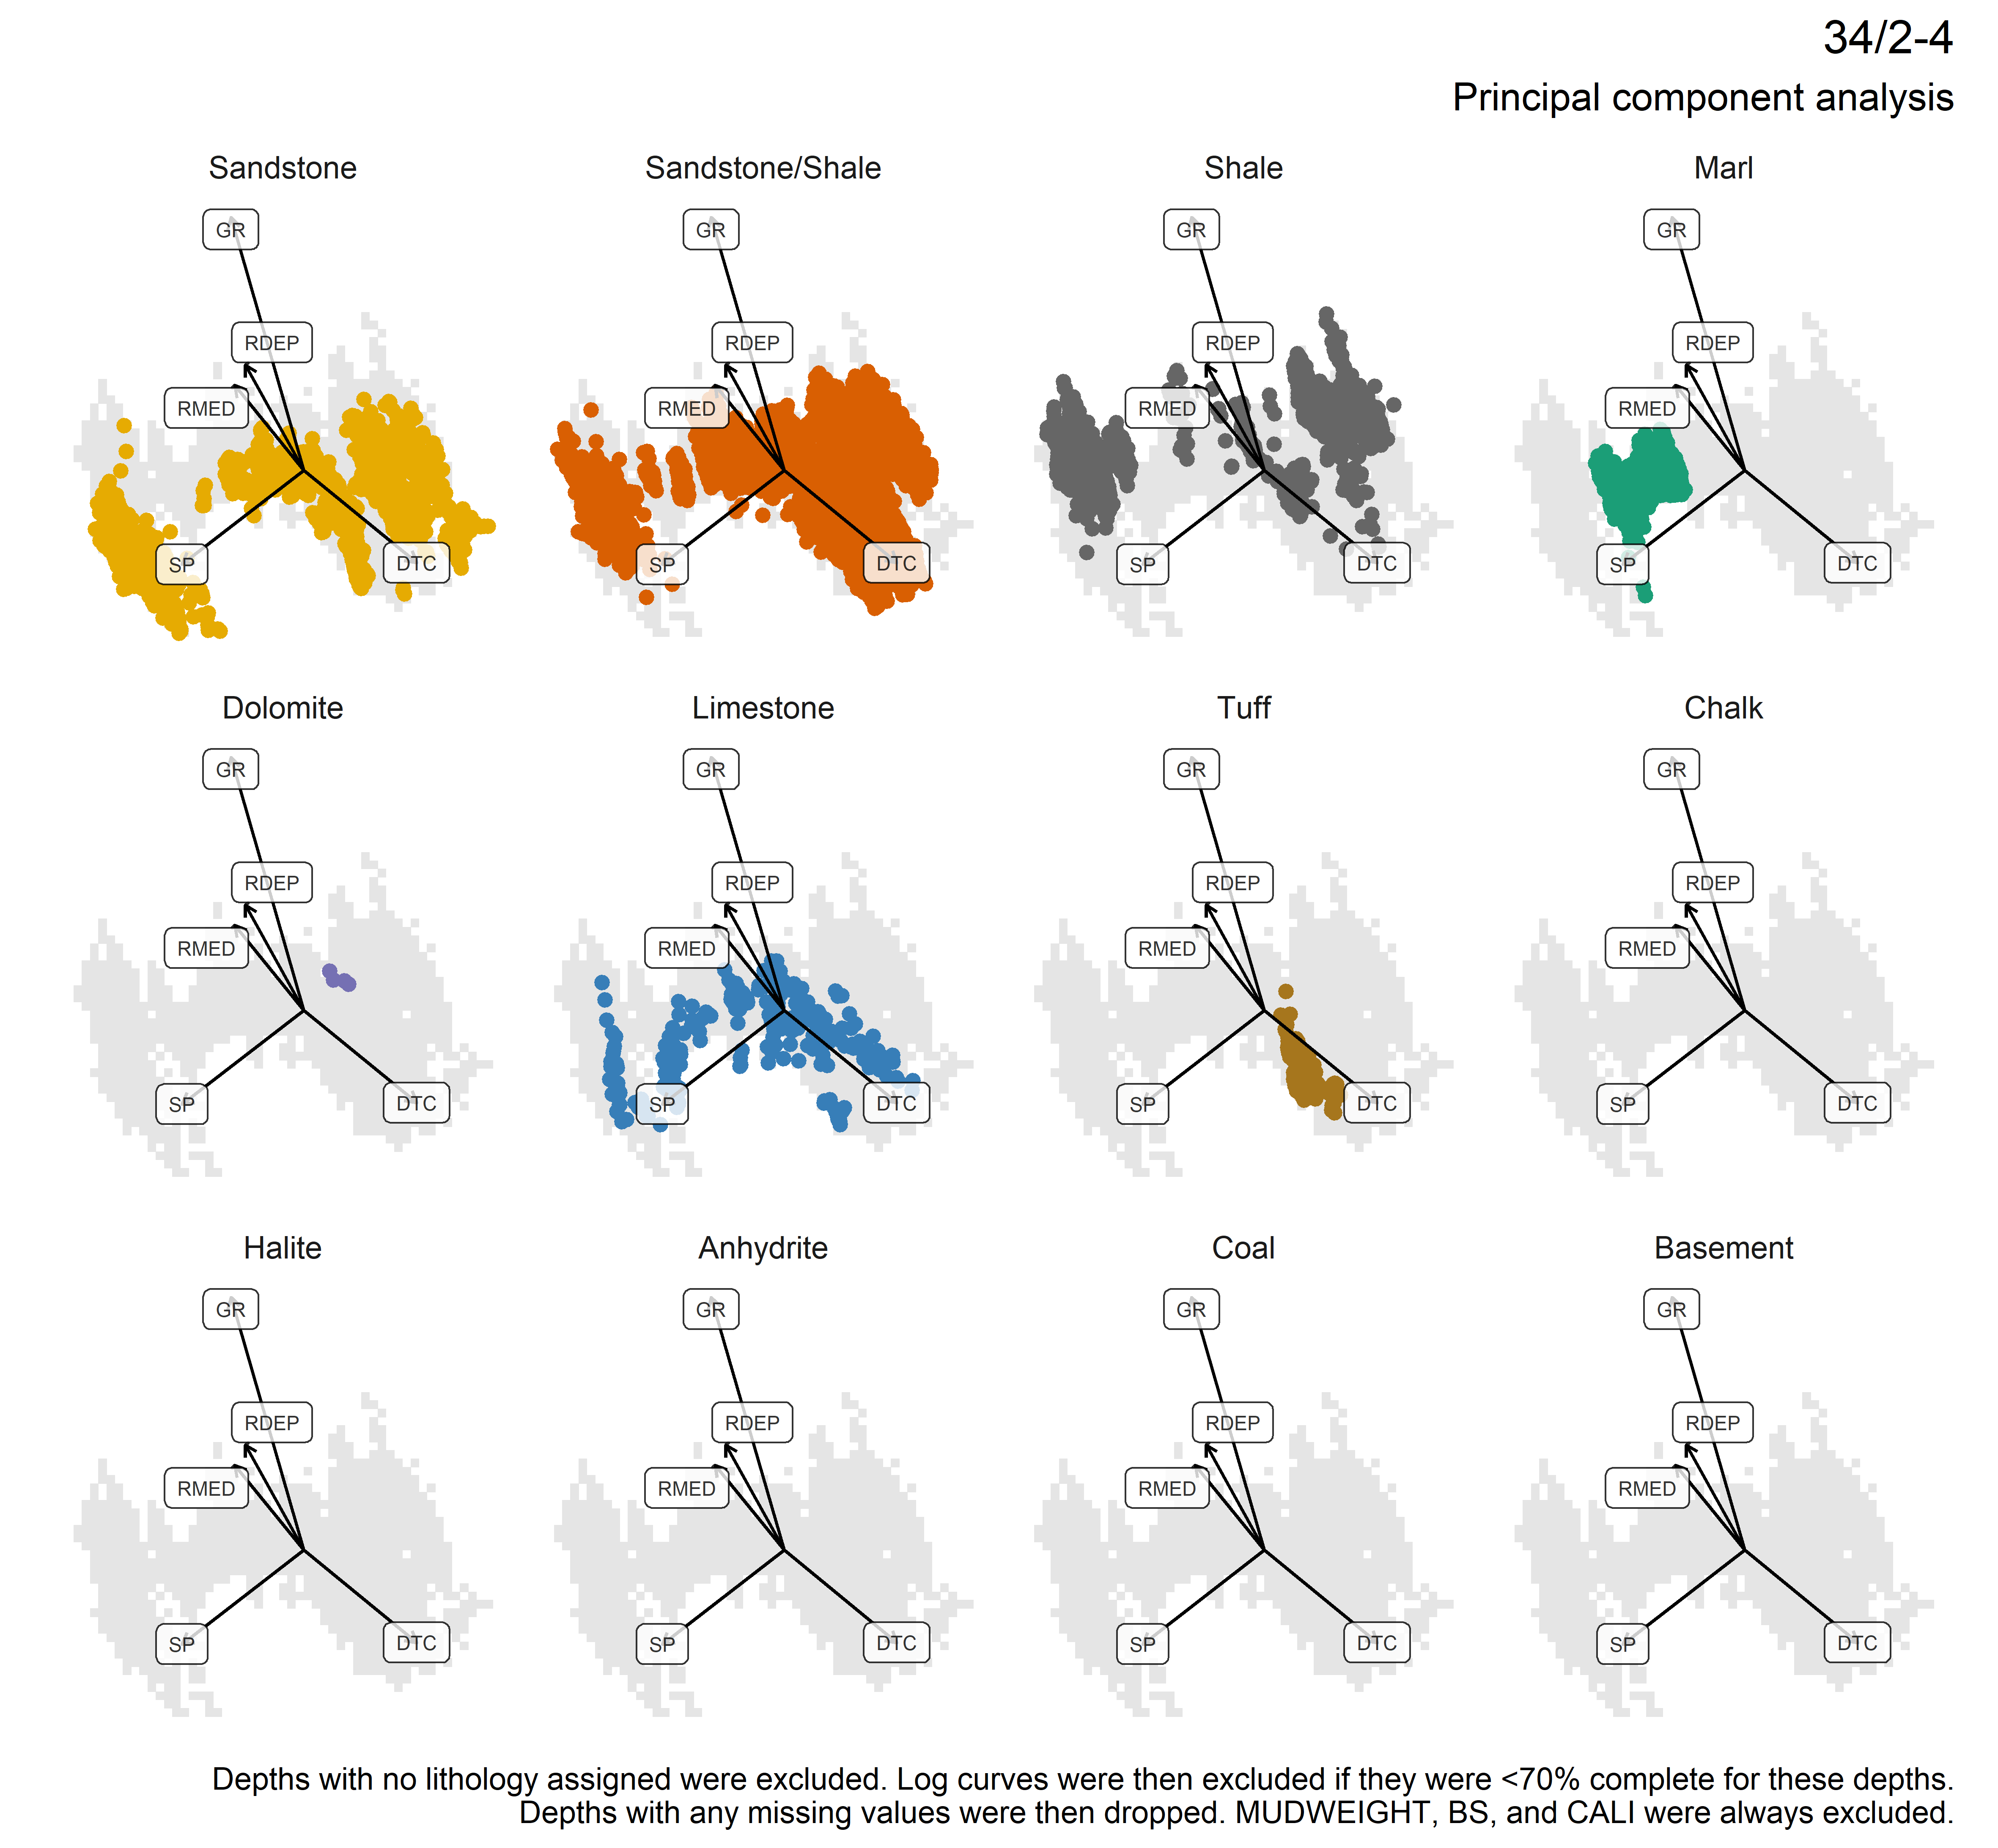 34/2-4
Principal component analysis
Sandstone
Sandstone/Shale
Shale
Marl
GR
RDEP
RMED
SP
DTC
GR
RDEP
RMED
SP
DTC
GR
RDEP
RMED
SP
DTC
GR
RDEP
RMED
SP
DTC
Dolomite
Limestone
Tuff
Chalk
GR
RDEP
RMED
SP
DTC
GR
RDEP
RMED
SP
DTC
GR
RDEP
RMED
SP
DTC
GR
RDEP
RMED
SP
DTC
Halite
Anhydrite
Coal
Basement
GR
RDEP
RMED
SP
DTC
GR
RDEP
RMED
SP
DTC
GR
RDEP
RMED
SP
DTC
GR
RDEP
RMED
SP
DTC
Depths with no lithology assigned were excluded. Log curves were then excluded if they were <70% complete for these depths.
Depths with any missing values were then dropped. MUDWEIGHT, BS, and CALI were always excluded.